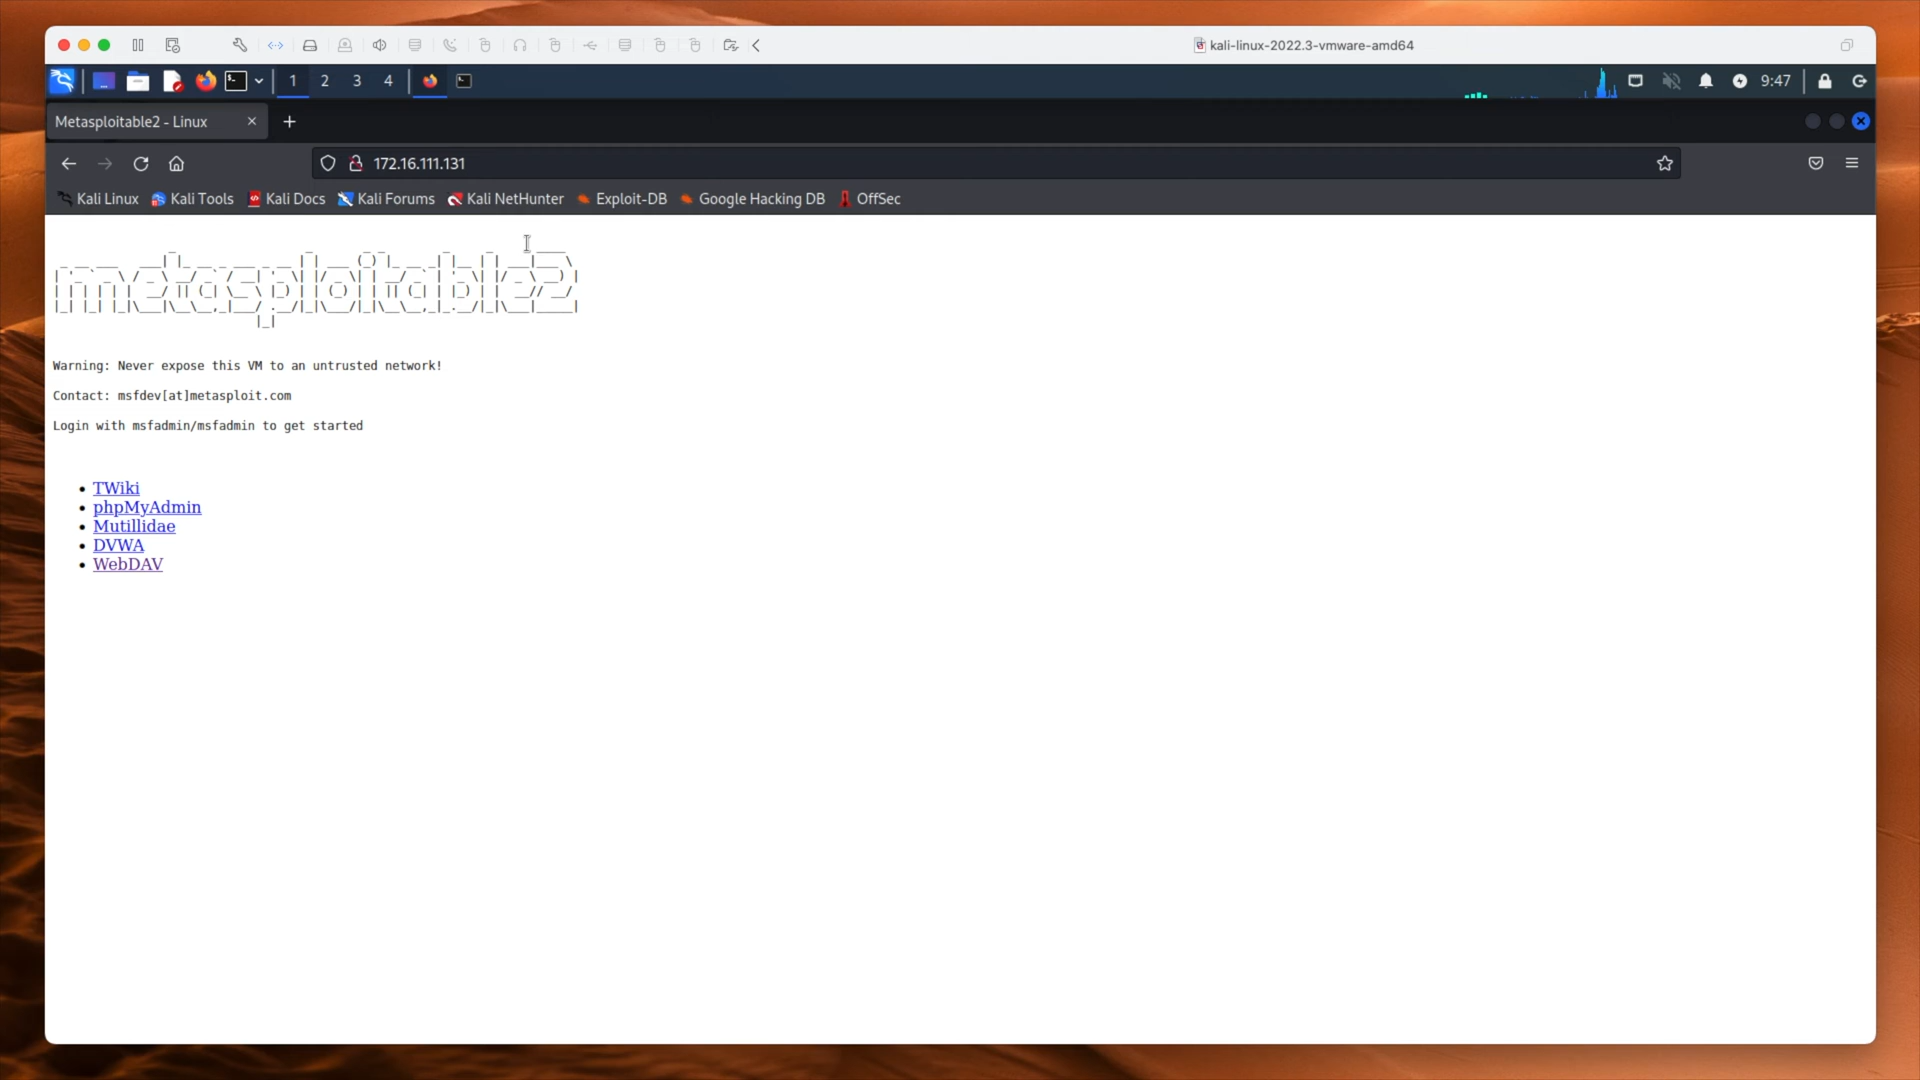 kali-linux-2022.3-vmware-amd64
1 2 3 4 9:47
Metasploitable2 - Linux
172.16.111.131
Kali Linux Kali Tools Kali Docs Kali Forums Kali NetHunter Exploit-DB Google Hacking DB OffSec
metasploitable2
Warning: Never expose this VM to an untrusted network!
Contact: msfdev[at]metasploit.com
Login with msfadmin/msfadmin to get started
TWiki
phpMyAdmin
Mutillidae
DVWA
WebDAV